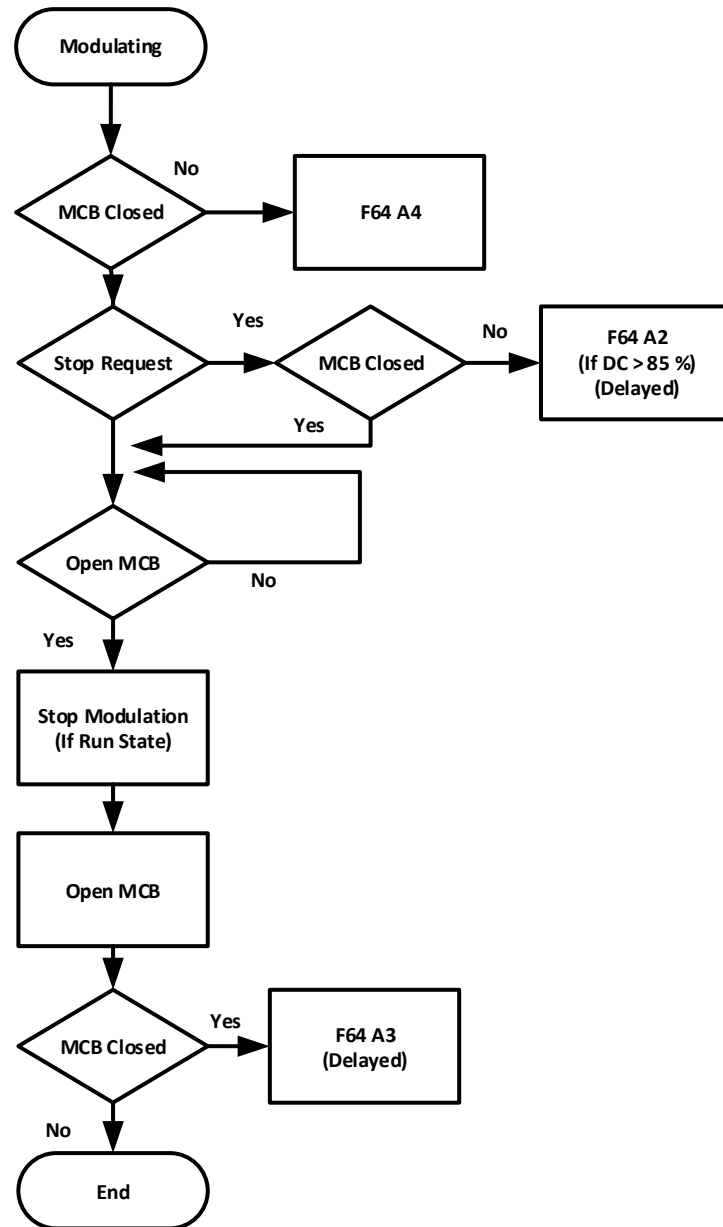 Modulating
No
MCB Closed
F64 A4
Yes
No
Stop Request
MCB Closed
F64 A2
(If DC > 85 %)
(Delayed)
Yes
Open MCB
No
Yes
Stop Modulation
(If Run State)
Open MCB
Yes
MCB Closed
F64 A3
(Delayed)
No
End